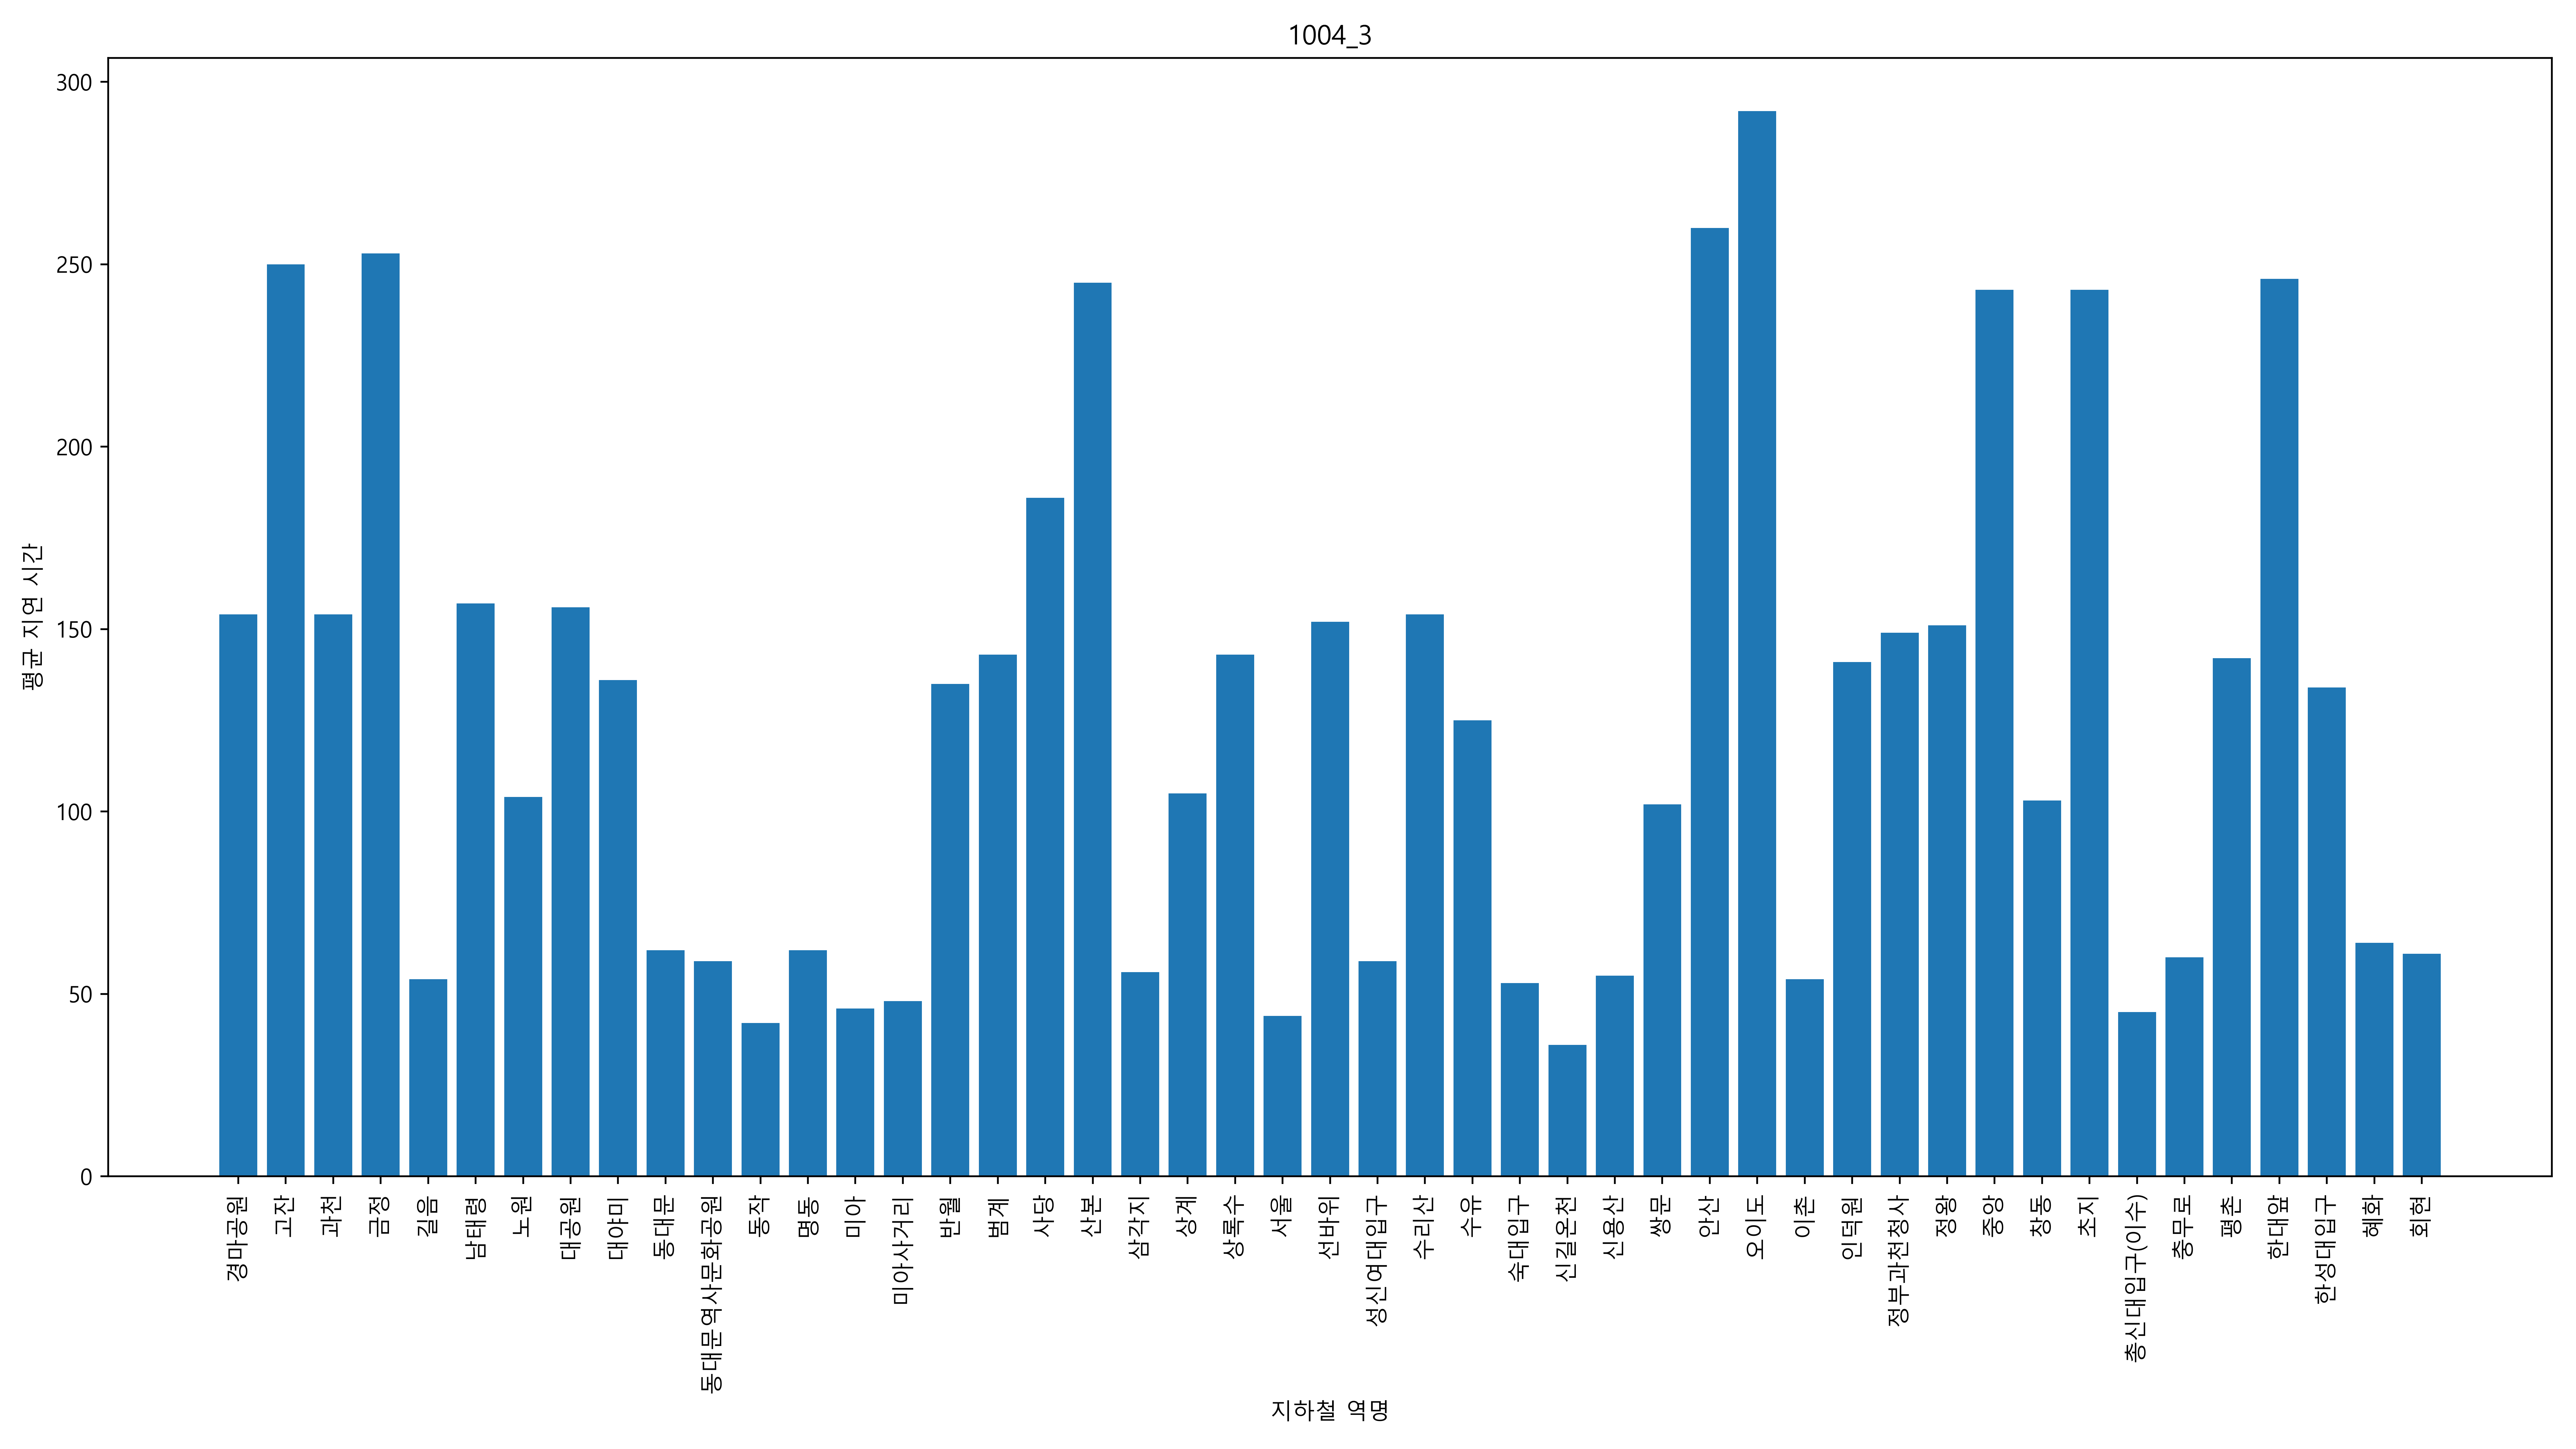 1004_3
평균 지연 시간
300
250
200
150
100
50
0
경마공원
고잔
과천
금정
길음
남태령
노원
대공원
대야미
동대문
동대문역사문화공원
동작
명동
미아
미아사거리
반월
범계
사당
산본
삼각지
상계
상록수
서울
선바위
성신여대입구
수리산
수유
숙대입구
신길온천
신용산
쌍문
안산
오이도
이촌
인덕원
정부과천청사
정왕
중앙
창동
초지
총신대입구(이수)
충무로
평촌
한대앞
한성대입구
혜화
회현
지하철 역명